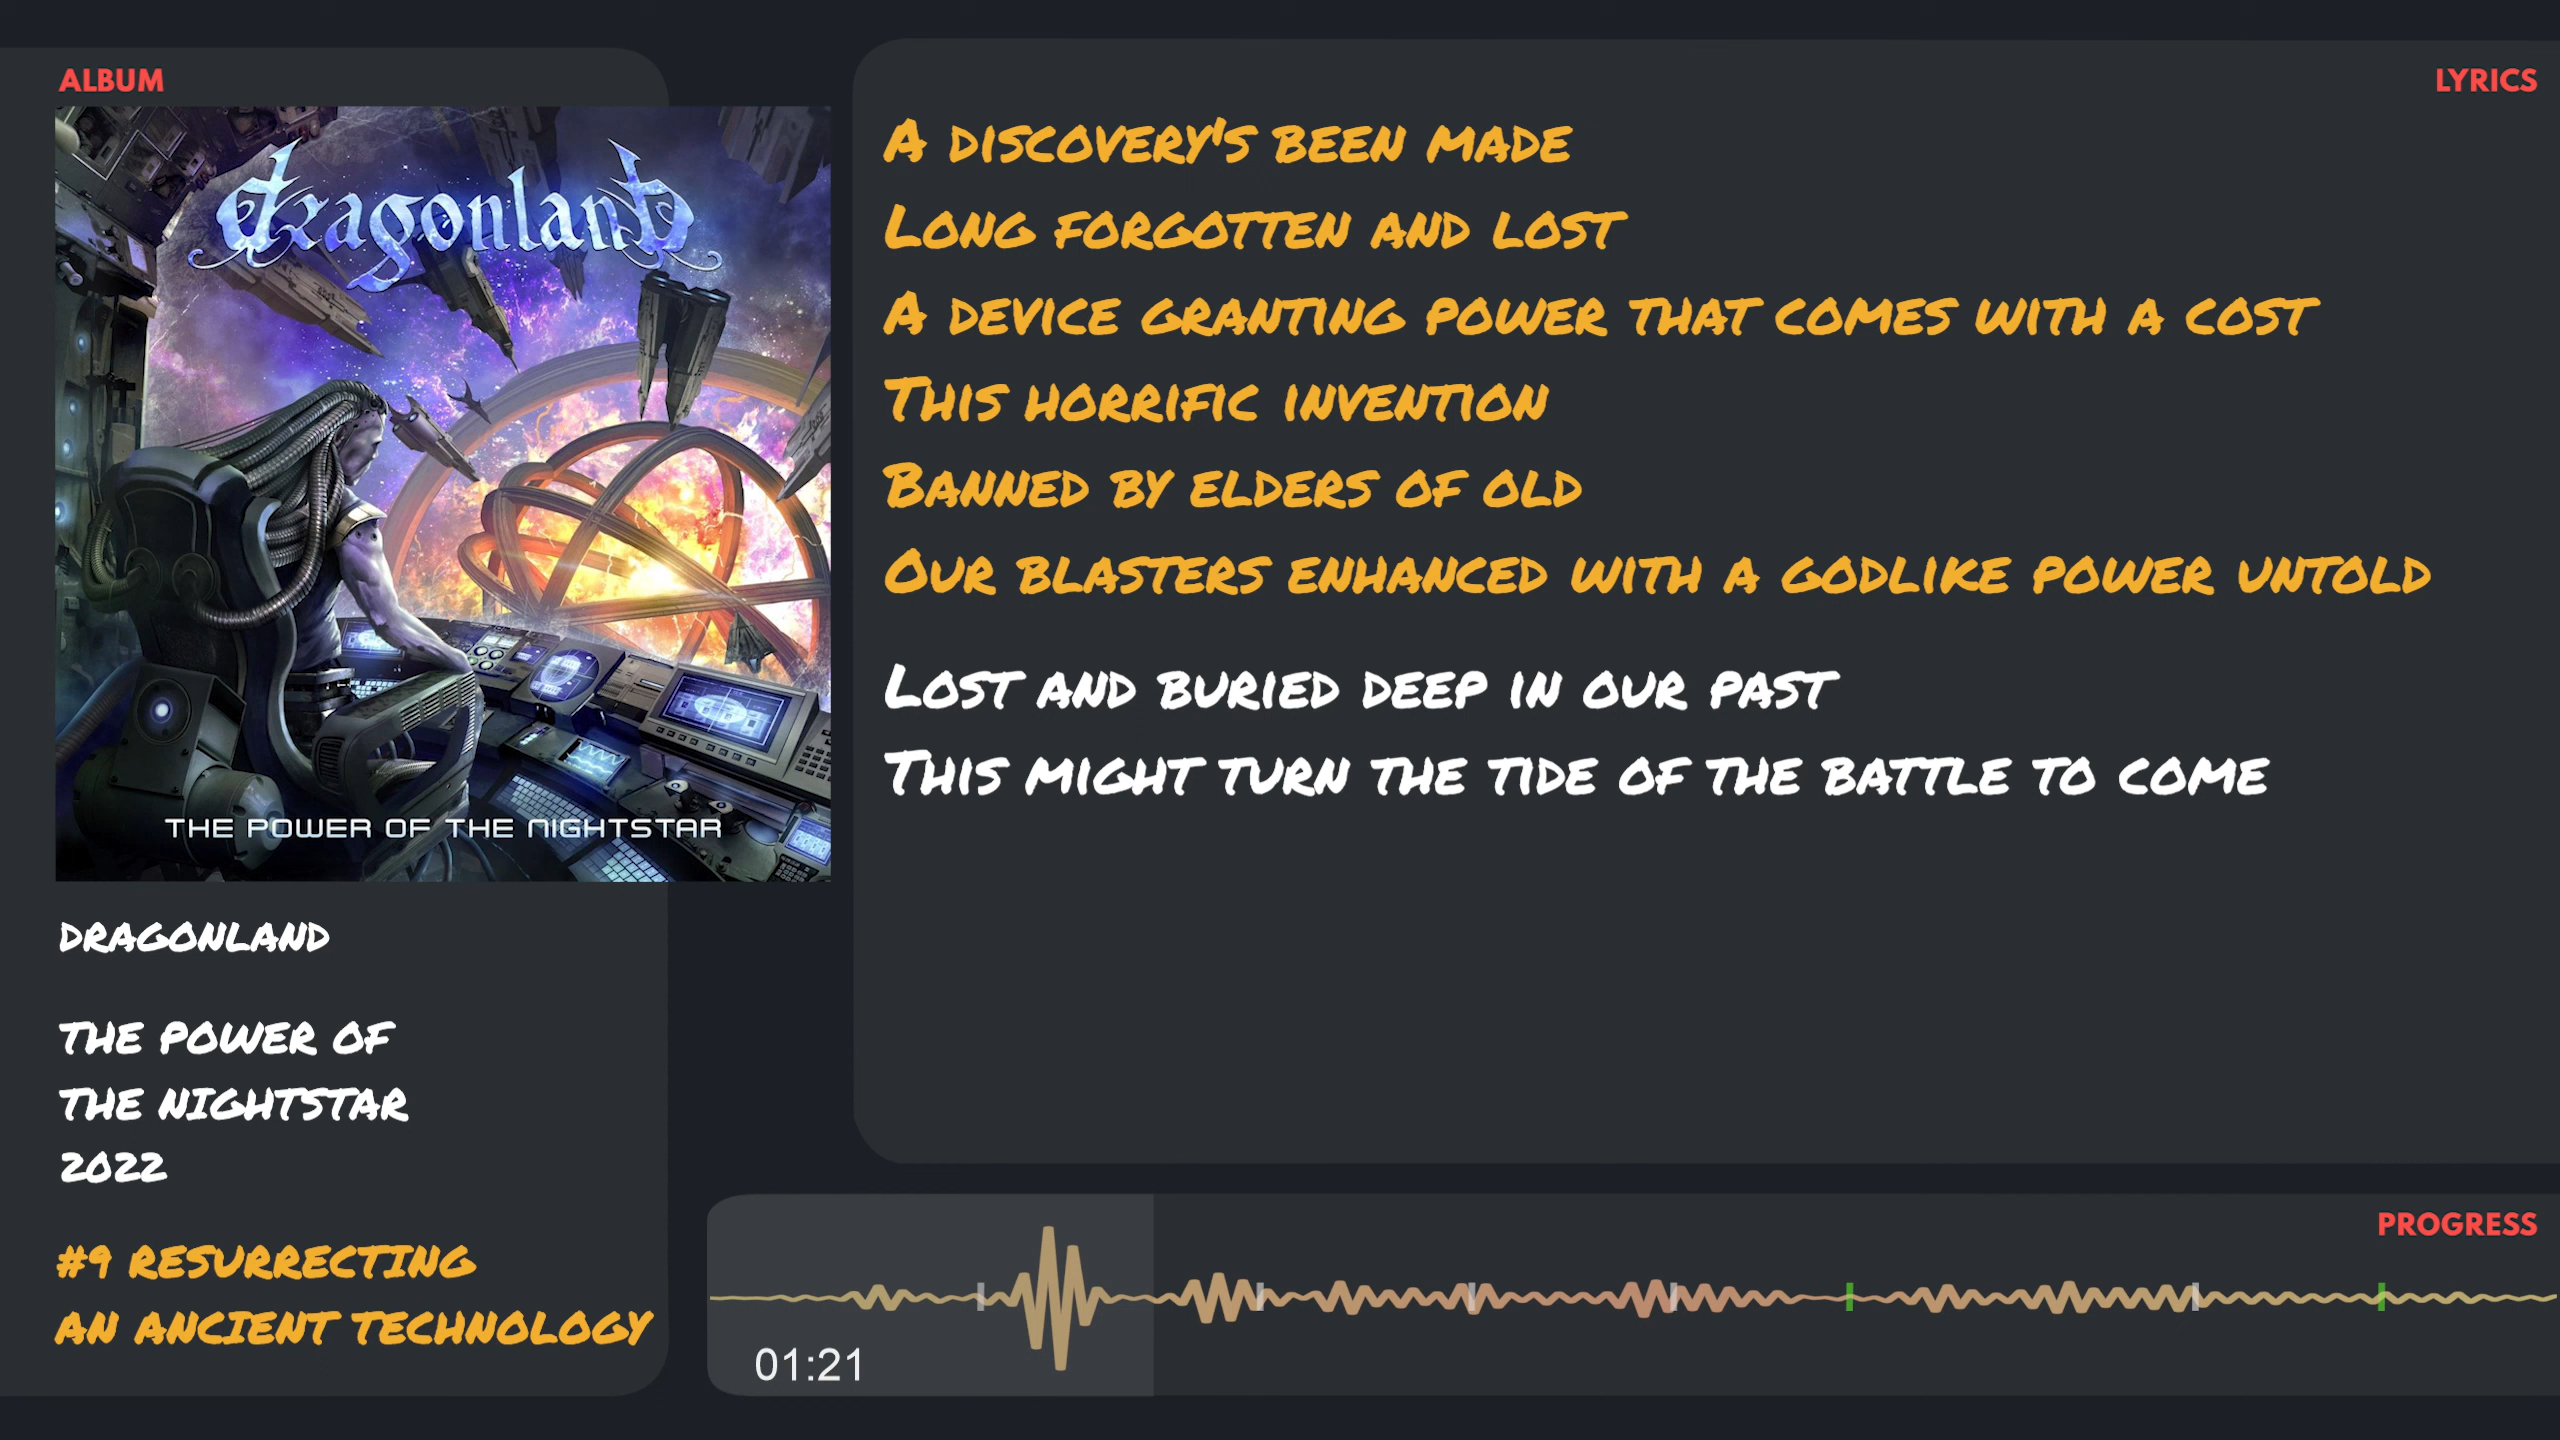 ALBUM
dragonland
THE POWER OF THE NIGHTSTAR
DRAGONLAND
THE POWER OF
THE NIGHTSTAR
2022
#9 RESURRECTING
AN ANCIENT TECHNOLOGY
LYRICS
A DISCOVERY'S BEEN MADE
LONG FORGOTTEN AND LOST
A DEVICE GRANTING POWER THAT COMES WITH A COST
THIS HORRIFIC INVENTION
BANNED BY ELDERS OF OLD
OUR BLASTERS ENHANCED WITH A GODLIKE POWER UNTOLD
LOST AND BURIED DEEP IN OUR PAST
THIS MIGHT TURN THE TIDE OF THE BATTLE TO COME
PROGRESS
01:21